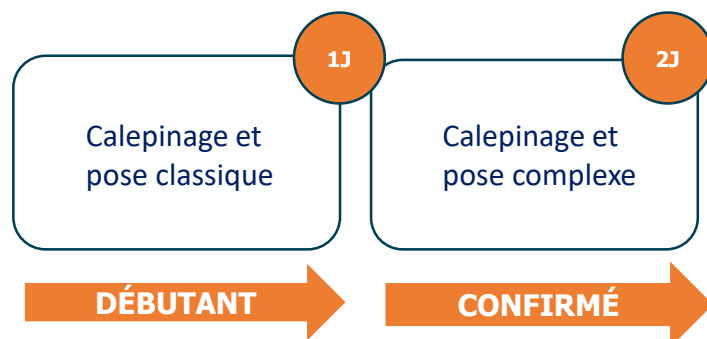 1J
Calepinage et
pose classique
DÉBUTANT
2J
Calepinage et
pose complexe
CONFIRMÉ